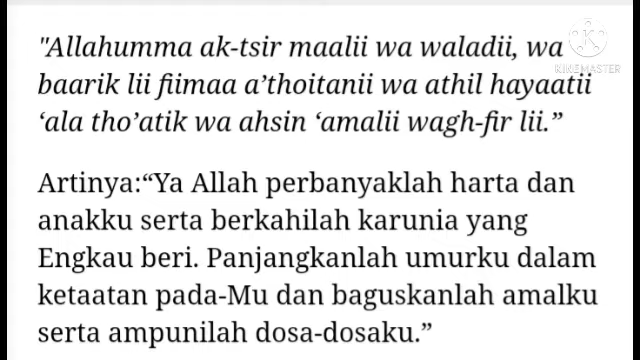 "Allahumma ak-tsir maalii wa waladii, wa
baarik lii fiimaa a’thoitanii wa athil hayaatii
‘ala tho’atik wa ahsin ‘amalii wagh-fir lii.”
Artinya:“Ya Allah perbanyaklah harta dan
anakku serta berkahilah karunia yang
Engkau beri. Panjangkanlah umurku dalam
ketaatan pada-Mu dan baguskanlah amalku
serta ampunilah dosa-dosaku.”
K
KINEMASTER